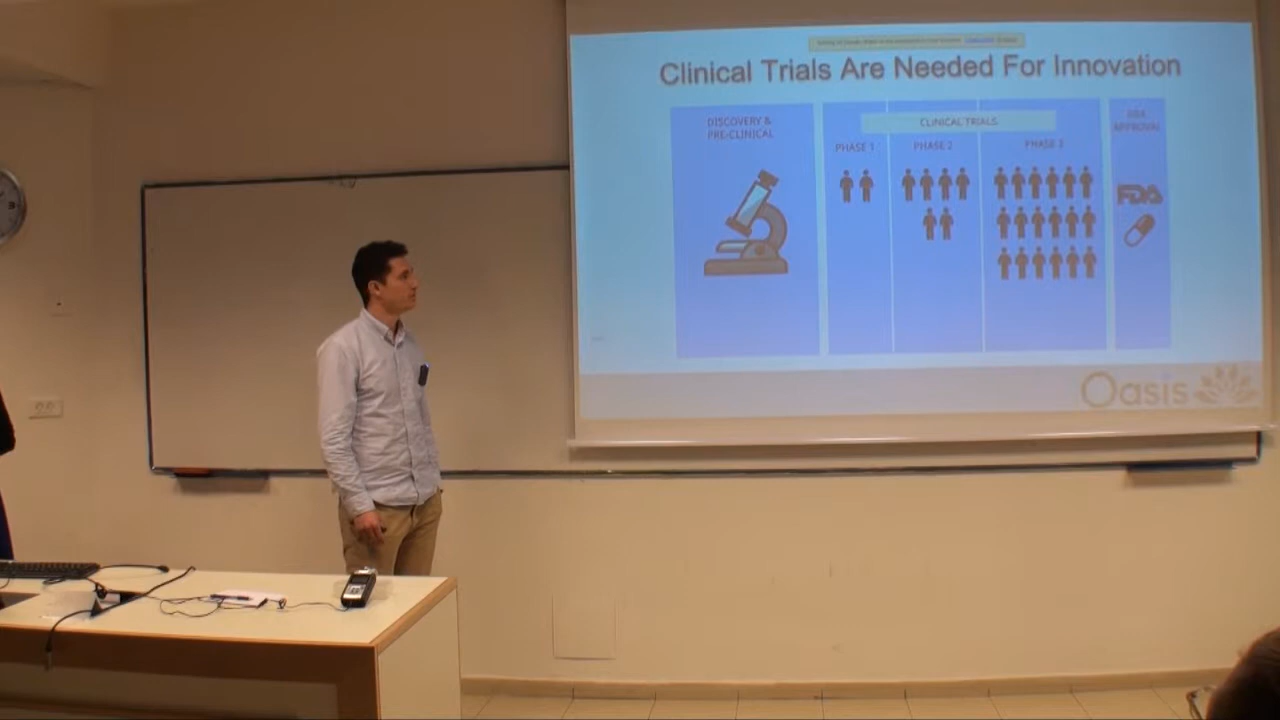 Clinical Trials Are Needed For Innovation
DISCOVERY &
PRE-CLINICAL
CLINICAL TRIALS
PHASE 1
PHASE 2
PHASE 3
APPROVAL
FDA
Oasis